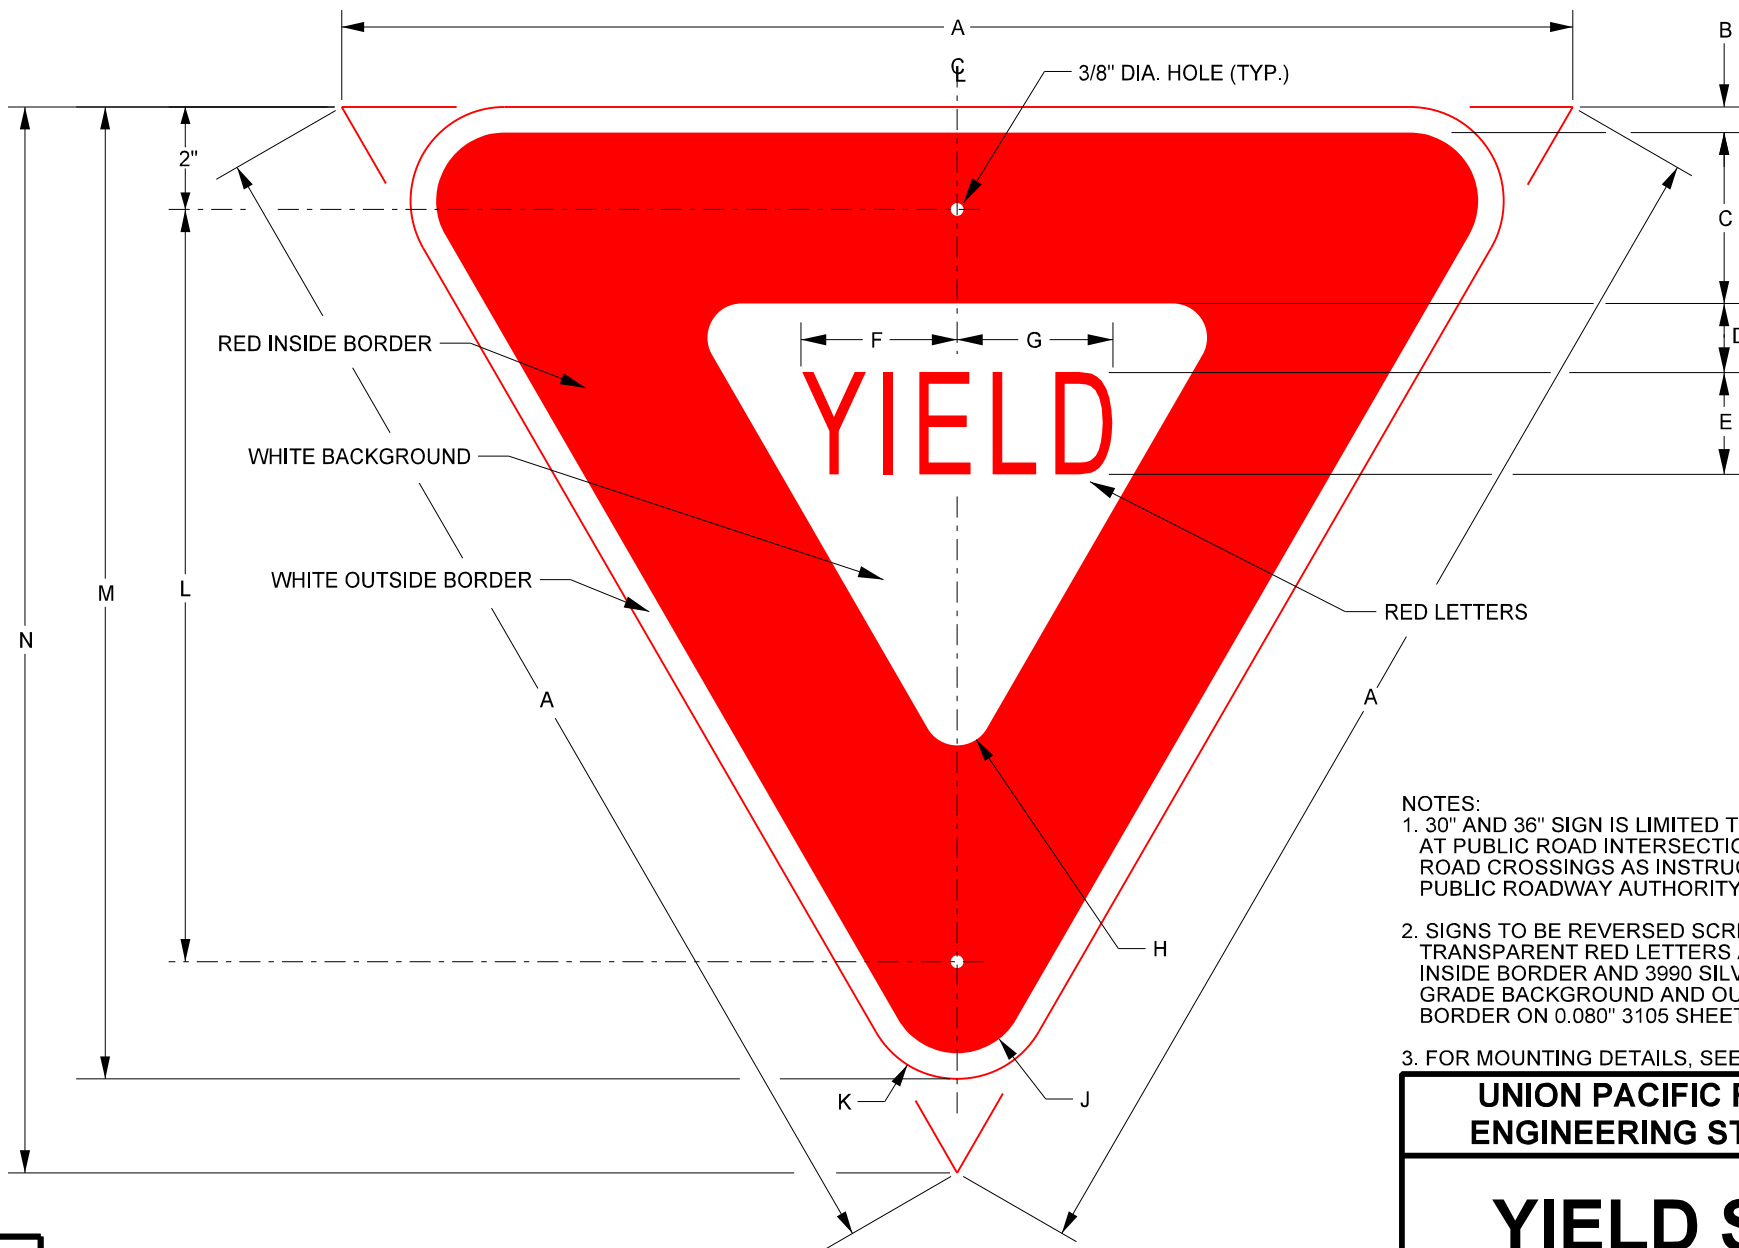 A
B
℄
3/8" DIA. HOLE (TYP.)
2"
C
RED INSIDE BORDER
F
G
D
YIELD
E
WHITE BACKGROUND
WHITE OUTSIDE BORDER
M
L
RED LETTERS
N
A
A
H
K
J
NOTES:
1. 30" AND 36" SIGN IS LIMITED T
AT PUBLIC ROAD INTERSECTIO
ROAD CROSSINGS AS INSTRUC
PUBLIC ROADWAY AUTHORITY
2. SIGNS TO BE REVERSED SCR
TRANSPARENT RED LETTERS
INSIDE BORDER AND 3990 SILV
GRADE BACKGROUND AND OU
BORDER ON 0.080" 3105 SHEET
3. FOR MOUNTING DETAILS, SEE
UNION PACIFIC
ENGINEERING ST
YIELD S